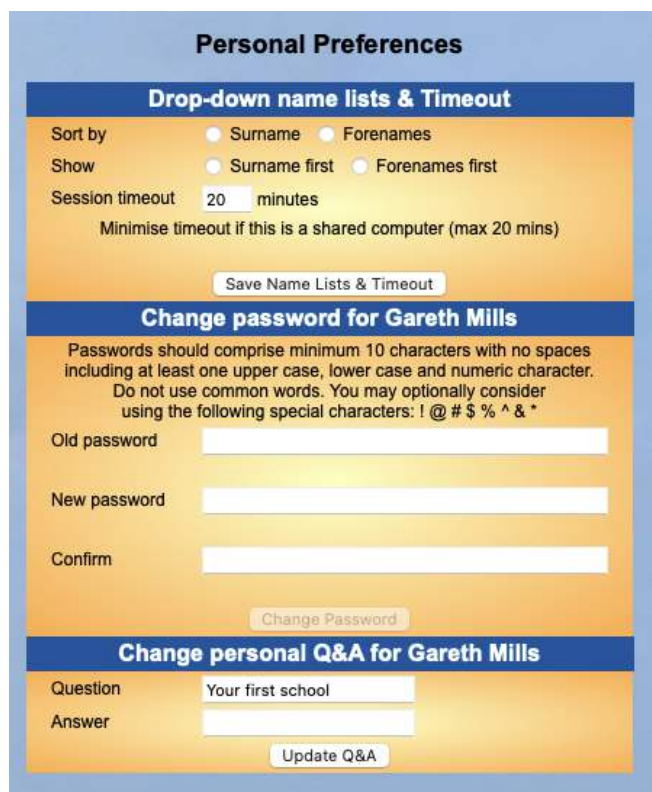 Personal Preferences
Drop-down name lists & Timeout
Sort by Surname Forenames
Show Surname first Forenames first
Session timeout 20 minutes
Minimise timeout if this is a shared computer (max 20 mins)
Save Name Lists & Timeout
Change password for Gareth Mills
Passwords should comprise minimum 10 characters with no spaces
including at least one upper case, lower case and numeric character.
Do not use common words. You may optionally consider
using the following special characters: ! @ # $ % ^ & *
Old password
New password
Confirm
Change Password
Change personal Q&A for Gareth Mills
Question Your first school
Answer
Update Q&A